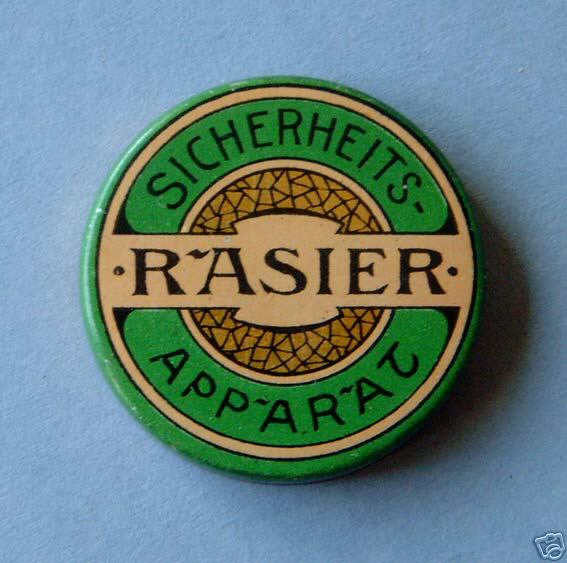 SICHERHEITS-
·RASIER·
APPARAT